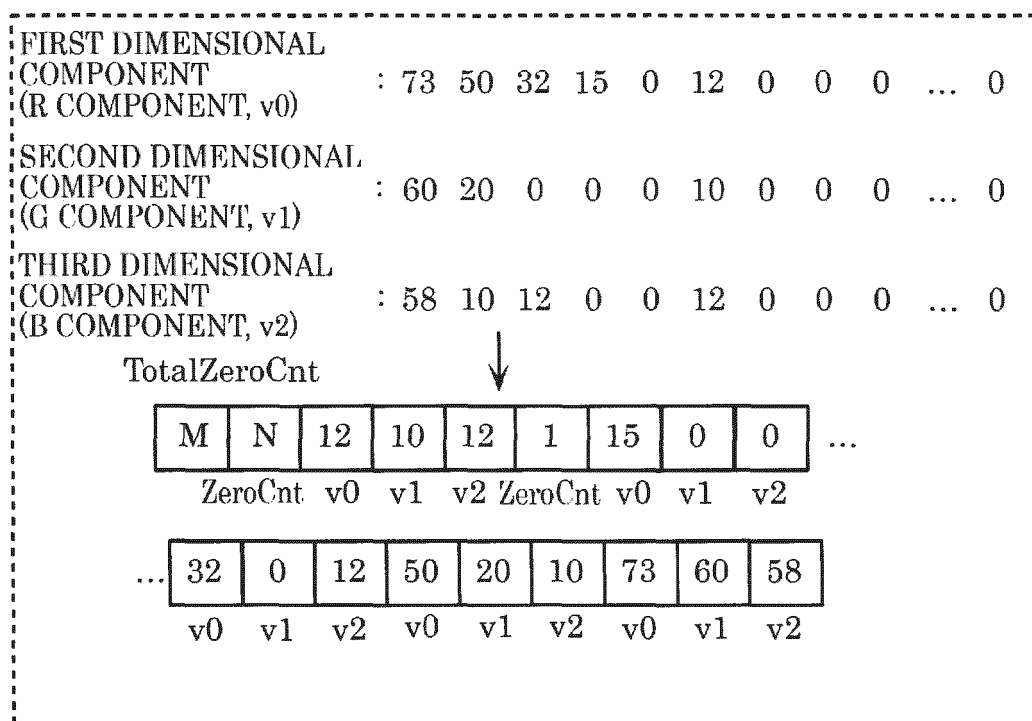 FIRST DIMENSIONAL
COMPONENT : 73 50 32 15 0 12 0 0 0 ... 0
(R COMPONENT, v0)
SECOND DIMENSIONAL
COMPONENT : 60 20 0 0 0 10 0 0 0 ... 0
(G COMPONENT, v1)
THIRD DIMENSIONAL
COMPONENT : 58 10 12 0 0 12 0 0 0 ... 0
(B COMPONENT, v2)
TotalZeroCnt
M N 12 10 12 1 15 0 0 ...
ZeroCnt v0 v1 v2 ZeroCnt v0 v1 v2
... 32 0 12 50 20 10 73 60 58
v0 v1 v2 v0 v1 v2 v0 v1 v2